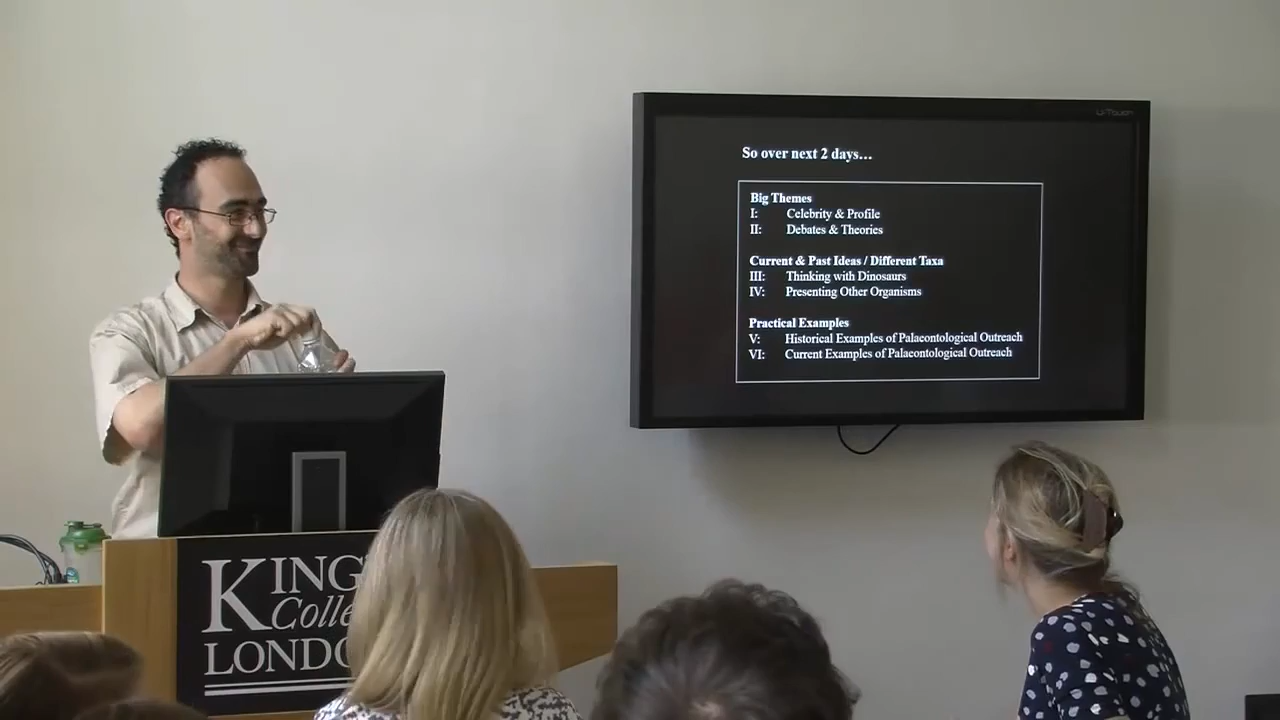 UiTouch
So over next 2 days…
Big Themes
I: Celebrity & Profile
II: Debates & Theories
Current & Past Ideas / Different Taxa
III: Thinking with Dinosaurs
IV: Presenting Other Organisms
Practical Examples
V: Historical Examples of Palaeontological Outreach
VI: Current Examples of Palaeontological Outreach
KING
Colle
LONDO